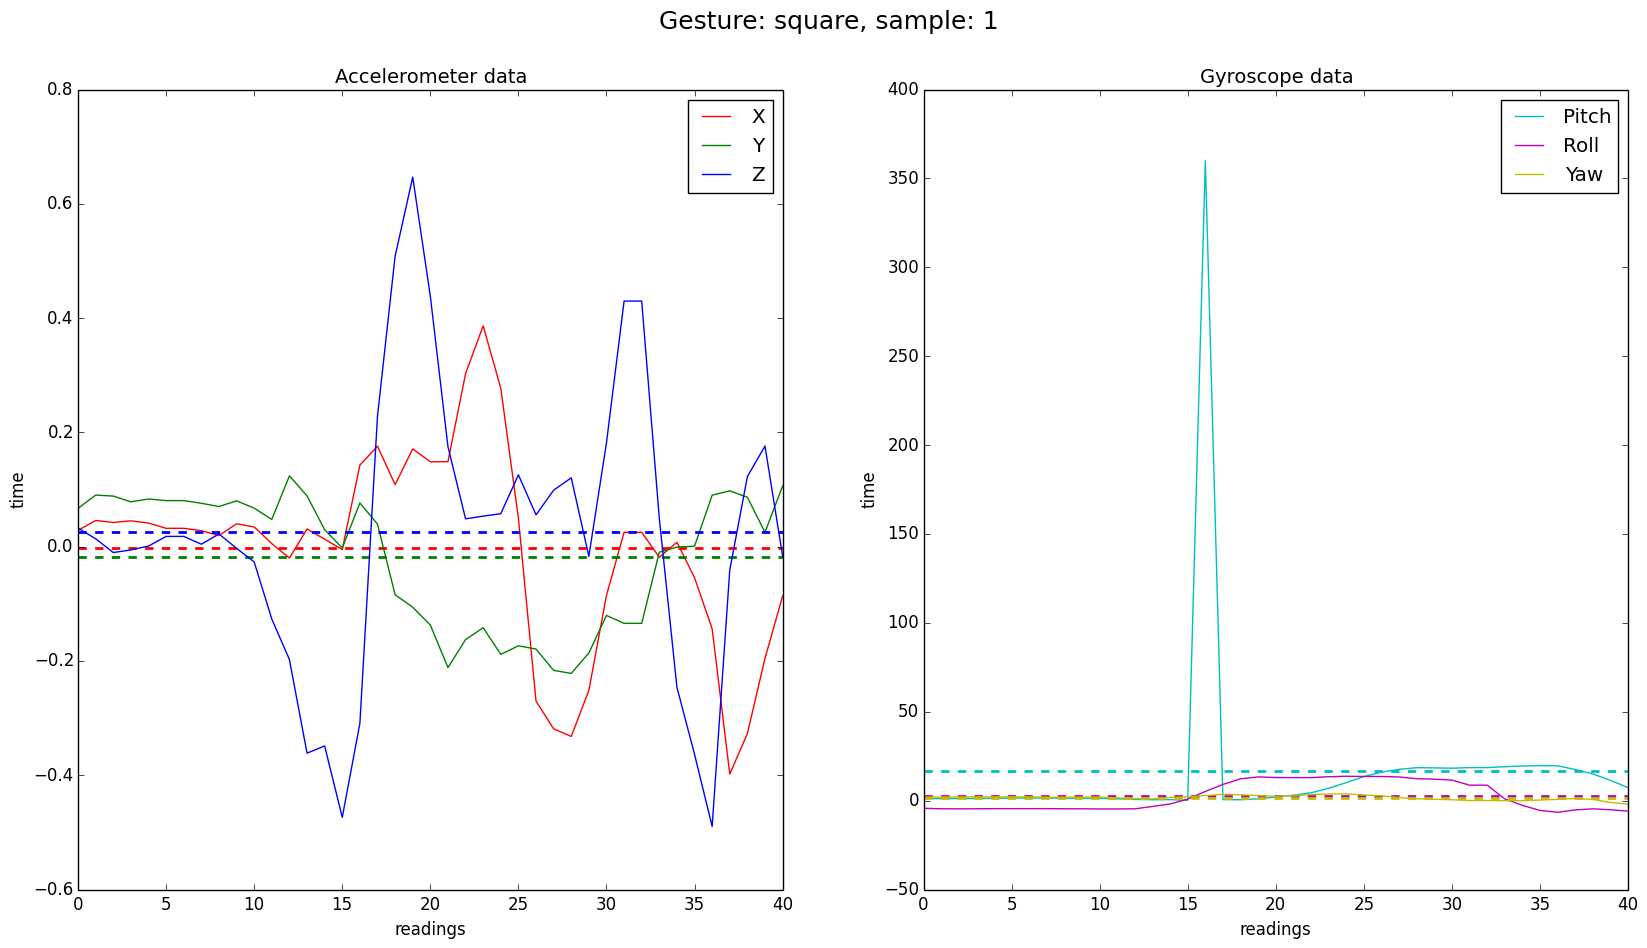 Gesture: square, sample: 1
Accelerometer data
0.8
0.6
0.4
0.2
0.0
−0.2
−0.4
−0.6
time
0 5 10 15 20 25 30 35 40
readings
X
Y
Z
Gyroscope data
400
350
300
250
200
150
100
50
0
−50
time
0 5 10 15 20 25 30 35 40
readings
Pitch
Roll
Yaw